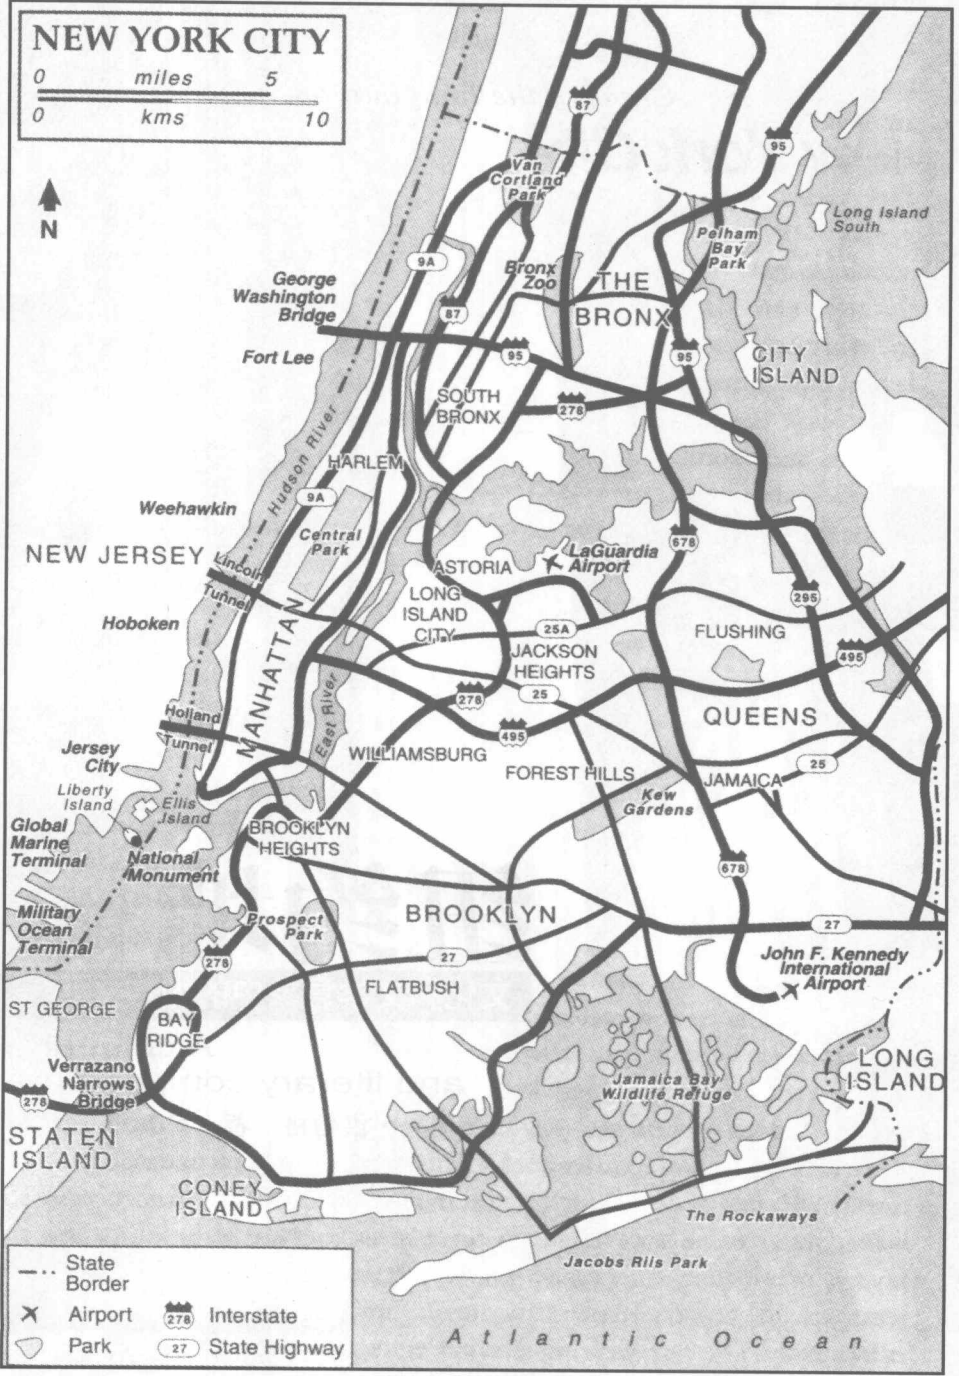 NEW YORK CITY
0 miles 5
0 kms 10
N
87
95
Van
Cortland
Park
Long Island
South
Pelham
Bay
Park
9A
Bronx
Zoo
THE
BRONX
George
Washington
Bridge
87
Fort Lee
95
95
CITY
ISLAND
SOUTH
BRONX
278
Hudson River
HARLEM
9A
Weehawkin
Central
Park
678
NEW JERSEY
LaGuardia
Airport
Lincoln
Tunnel
ASTORIA
LONG
ISLAND
CITY
295
Hoboken
25A
FLUSHING
MANHATTAN
JACKSON
HEIGHTS
495
278
25
East River
Holland
Tunnel
495
QUEENS
Jersey
City
WILLIAMSBURG
FOREST HILLS
JAMAICA
25
Liberty
Island
Ellis
Island
Kew
Gardens
Global
Marine
Terminal
BROOKLYN
HEIGHTS
National
Monument
678
Military
Ocean
Terminal
Prospect
Park
BROOKLYN
27
278
27
John F. Kennedy
International
Airport
FLATBUSH
ST GEORGE
BAY
RIDGE
Verrazano
Narrows
Bridge
278
Jamaica Bay
Wildlife Refuge
LONG
ISLAND
STATEN
ISLAND
CONEY
ISLAND
The Rockaways
Jacobs Riis Park
State
Border
Airport
278 Interstate
Park
27 State Highway
Atlantic Ocean